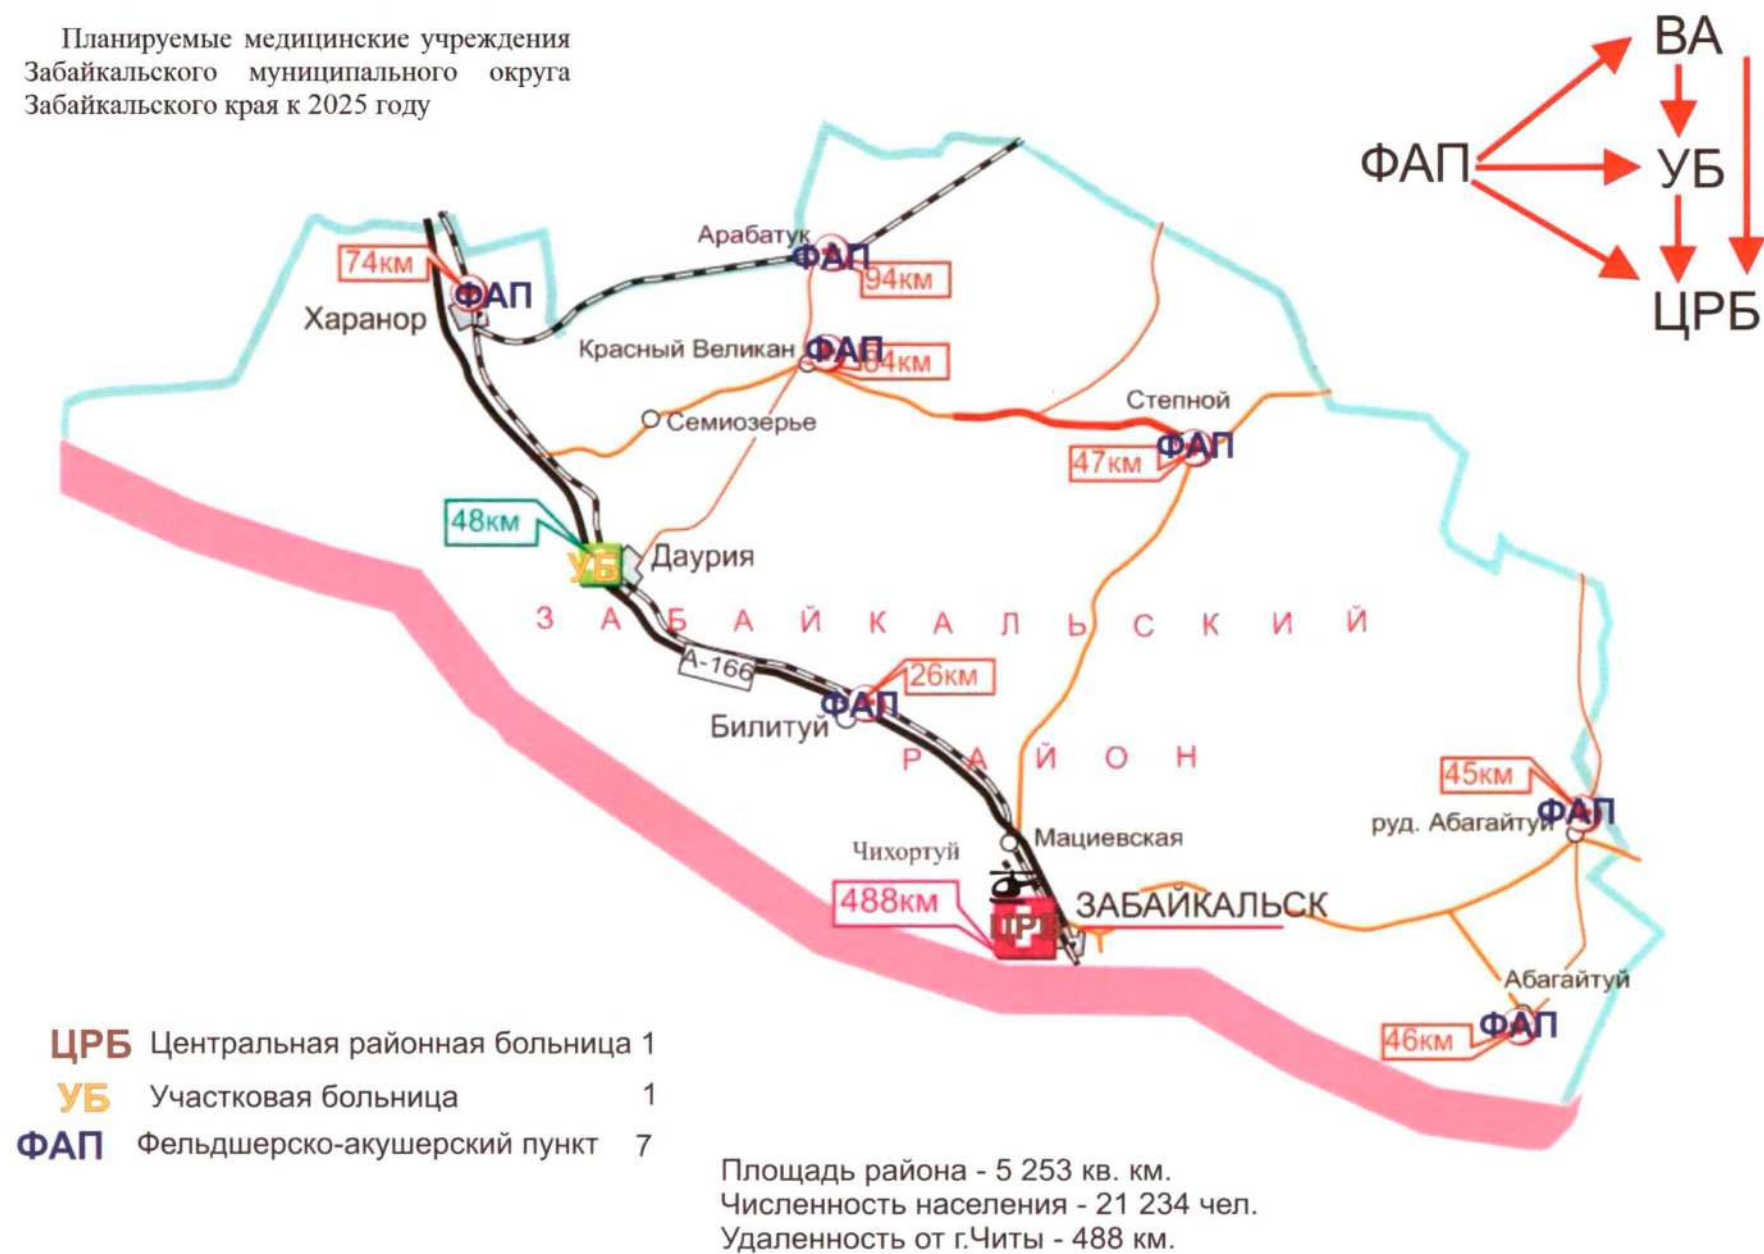 Планируемые медицинские учреждения
Забайкальского муниципального округа
Забайкальского края к 2025 году
ВА
ФАП
УБ
ЦРБ
74км
ФАП
Харанор
Арабатук
ФАП
94км
Красный Великан
ФАП
Семиозерье
Степной
ФАП
47км
48км
УБ
Даурия
ЗАБАЙКАЛЬСКИЙ
А-166
26км
ФАП
Билитуй
РАЙОН
45км
ФАП
руд. Абагайтуй
Мациевская
Чихортуй
488км
ЦРБ
ЗАБАЙКАЛЬСК
Абагайтуй
ФАП
46км
ЦРБ Центральная районная больница 1
УБ Участковая больница 1
ФАП Фельдшерско-акушерский пункт 7
Площадь района - 5 253 кв. км.
Численность населения - 21 234 чел.
Удаленность от г.Читы - 488 км.